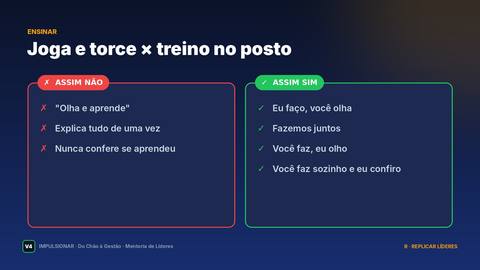 ENSINAR
Joga e torce × treino no posto
✗ ASSIM NÃO
✗ "Olha e aprende"
✗ Explica tudo de uma vez
✗ Nunca confere se aprendeu
✓ ASSIM SIM
✓ Eu faço, você olha
✓ Fazemos juntos
✓ Você faz, eu olho
✓ Você faz sozinho e eu confiro
V4 IMPULSIONAR · Do Chão à Gestão · Mentoria de Líderes
R · REPLICAR LÍDERES